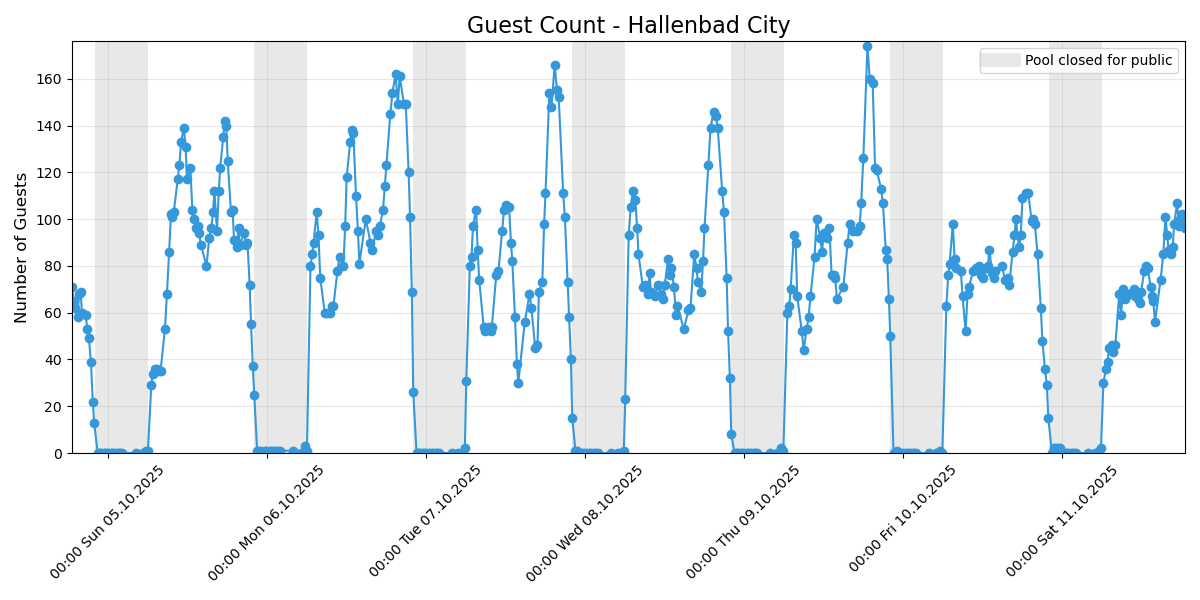 Guest Count - Hallenbad City
Pool closed for public
Number of Guests
160
140
120
100
80
60
40
20
0
00:00 Sun 05.10.2025
00:00 Mon 06.10.2025
00:00 Tue 07.10.2025
00:00 Wed 08.10.2025
00:00 Thu 09.10.2025
00:00 Fri 10.10.2025
00:00 Sat 11.10.2025